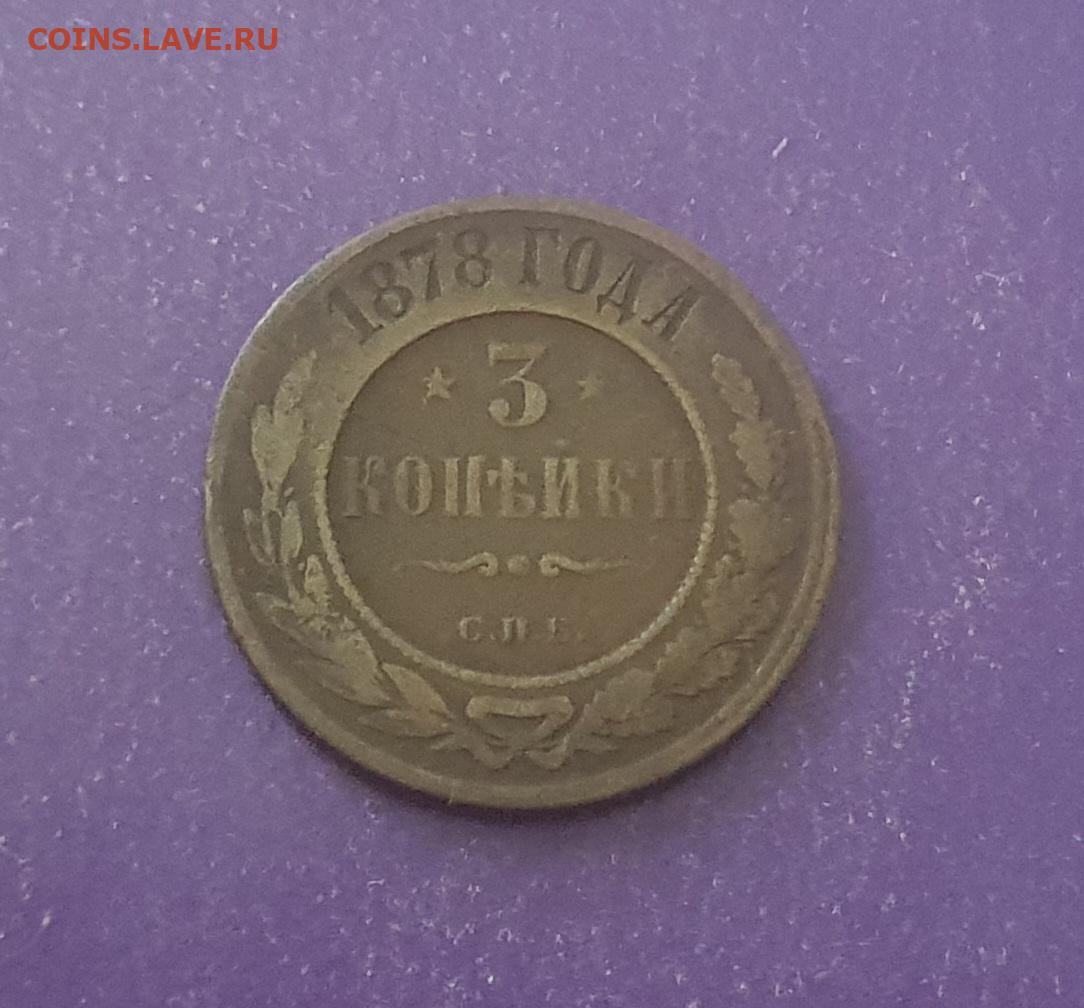 COINS.LAVE.RU
1878 ГОДА
★ 3 ★
КОПѢЙКИ
С.П.Б.